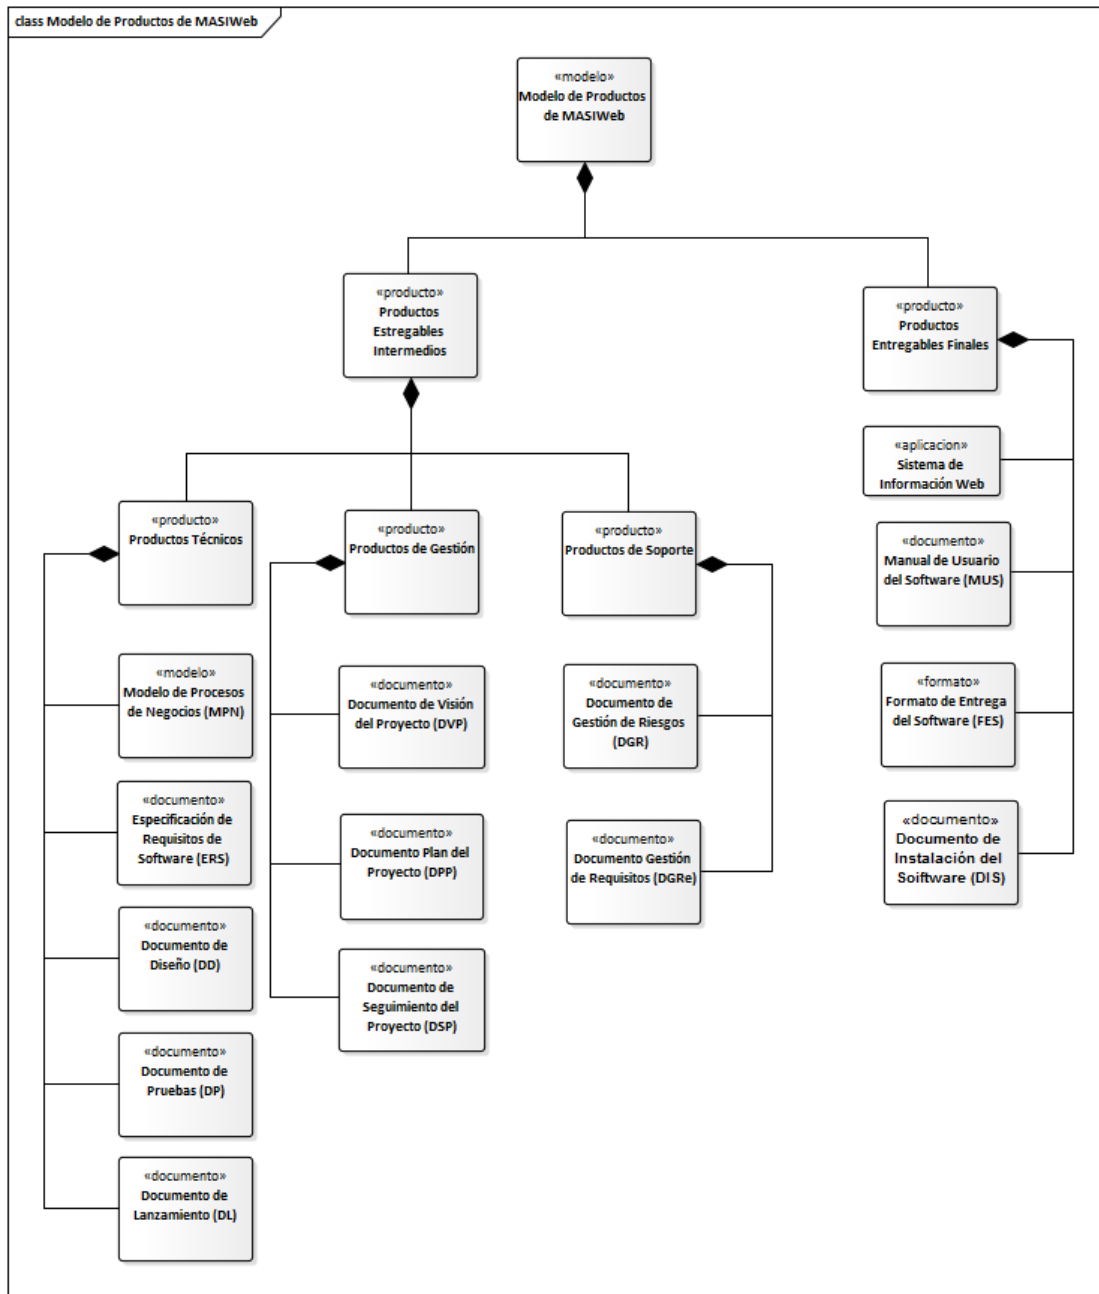 class Modelo de Productos de MASIWeb
«modelo»
Modelo de Productos
de MASIWeb
«producto»
Productos
Estregables
Intermedios
«producto»
Productos
Entregables Finales
«producto»
Productos Técnicos
«producto»
Productos de Gestión
«producto»
Productos de Soporte
«modelo»
Modelo de Procesos
de Negocios (MPN)
«documento»
Especificación de
Requisitos de
Software (ERS)
«documento»
Documento de
Diseño (DD)
«documento»
Documento de
Pruebas (DP)
«documento»
Documento de
Lanzamiento (DL)
«documento»
Documento de Visión
del Proyecto (DVP)
«documento»
Documento Plan del
Proyecto (DPP)
«documento»
Documento de
Seguimiento del
Proyecto (DSP)
«documento»
Documento de
Gestión de Riesgos
(DGR)
«documento»
Documento Gestión
de Requisitos (DGRe)
«aplicacion»
Sistema de
Información Web
«documento»
Manual de Usuario
del Software (MUS)
«formato»
Formato de Entrega
del Software (FES)
«documento»
Documento de
Instalación del
Soiftware (DIS)